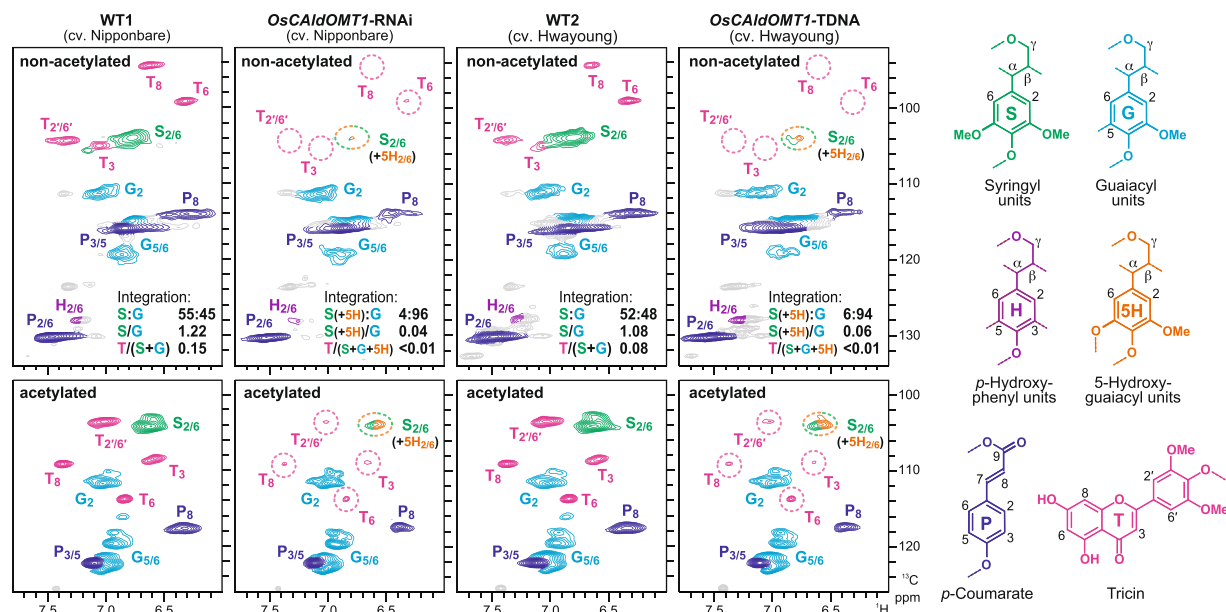 WT1
(cv. Nipponbare)
OsCAldOMT1-RNAi
(cv. Nipponbare)
WT2
(cv. Hwayoung)
OsCAldOMT1-TDNA
(cv. Hwayoung)
non-acetylated
T8
T6
T2'/6'
T3
S2/6
G2
P8
P3/5
G5/6
H2/6
P2/6
Integration:
S:G 55:45
S/G 1.22
T/(S+G) 0.15
non-acetylated
T8
T6
T2'/6'
T3
S2/6
(+5H2/6)
G2
P8
P3/5
G5/6
H2/6
P2/6
Integration:
S(+5H):G 4:96
S(+5H)/G 0.04
T/(S+G+5H) <0.01
non-acetylated
T8
T6
T2'/6'
T3
S2/6
G2
P8
P3/5
G5/6
H2/6
P2/6
Integration:
S:G 52:48
S/G 1.08
T/(S+G) 0.08
non-acetylated
T8
T6
T2'/6'
T3
S2/6
(+5H2/6)
G2
P8
P3/5
G5/6
H2/6
P2/6
Integration:
S(+5H):G 6:94
S(+5H)/G 0.06
T/(S+G+5H) <0.01
100
110
120
130
acetylated
T2'/6'
S2/6
T8
T3
G2
T6
P8
P3/5
G5/6
acetylated
T2'/6'
S2/6
(+5H2/6)
T8
T3
G2
T6
P8
P3/5
G5/6
acetylated
T2'/6'
S2/6
T8
T3
G2
T6
P8
P3/5
G5/6
acetylated
T2'/6'
S2/6
(+5H2/6)
T8
T3
G2
T6
P8
P3/5
G5/6
100
110
120
13C
ppm
7.5 7.0 6.5
7.5 7.0 6.5
7.5 7.0 6.5
7.5 7.0 6.5 1H
O
γ
α
β
6 2
S
MeO OMe
O
Syringyl
units
O
γ
α
β
6 2
G
5
OMe
O
Guaiacyl
units
O
γ
α
β
6 2
H
5 3
O
p-Hydroxy-
phenyl units
O
γ
α
β
6 2
5H
O OMe
O
5-Hydroxy-
guaiacyl units
O O
9
7 8
6 2
P
5 3
O
p-Coumarate
OMe
2' O
8
HO O OMe
T 6'
6 3
OH O
Tricin